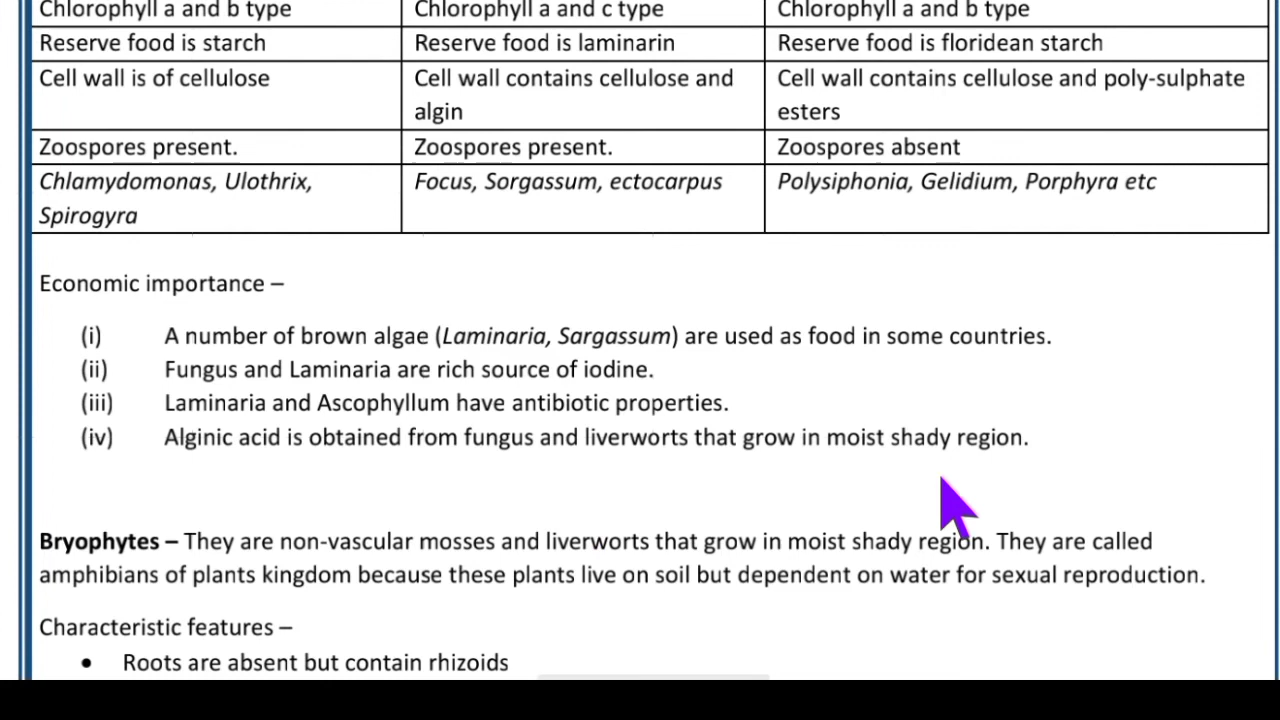 Chlorophyll a and b type Chlorophyll a and c type Chlorophyll a and b type
Reserve food is starch Reserve food is laminarin Reserve food is floridean starch
Cell wall is of cellulose Cell wall contains cellulose and Cell wall contains cellulose and poly-sulphate
algin esters
Zoospores present. Zoospores present. Zoospores absent
Chlamydomonas, Ulothrix, Focus, Sorgassum, ectocarpus Polysiphonia, Gelidium, Porphyra etc
Spirogyra
Economic importance –
(i) A number of brown algae (Laminaria, Sargassum) are used as food in some countries.
(ii) Fungus and Laminaria are rich source of iodine.
(iii) Laminaria and Ascophyllum have antibiotic properties.
(iv) Alginic acid is obtained from fungus and liverworts that grow in moist shady region.
Bryophytes – They are non-vascular mosses and liverworts that grow in moist shady region. They are called
amphibians of plants kingdom because these plants live on soil but dependent on water for sexual reproduction.
Characteristic features –
• Roots are absent but contain rhizoids